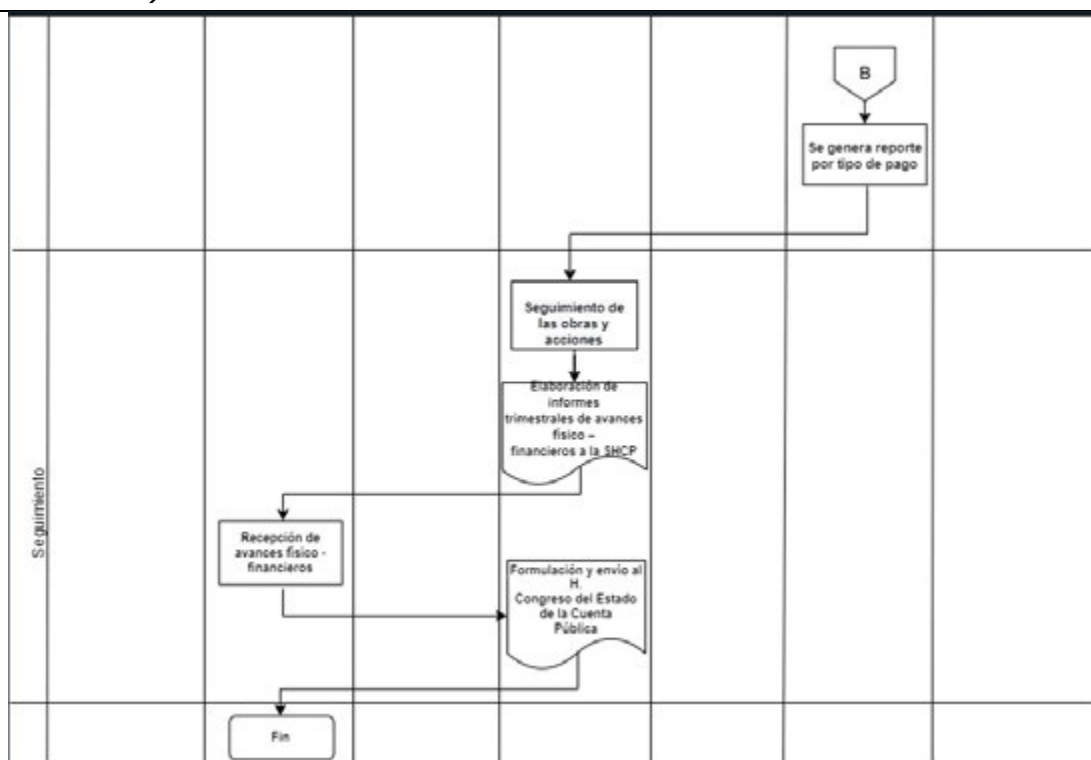 B
Se genera reporte
por tipo de pago
Seguimiento de
las obras y
acciones
Elaboración de
informes
trimestrales de avances
físico –
financieros a la SHCP
Seguimiento
Recepción de
avances físico -
financieros
Formulación y envío al
H.
Congreso del Estado
de la Cuenta
Pública
Fin